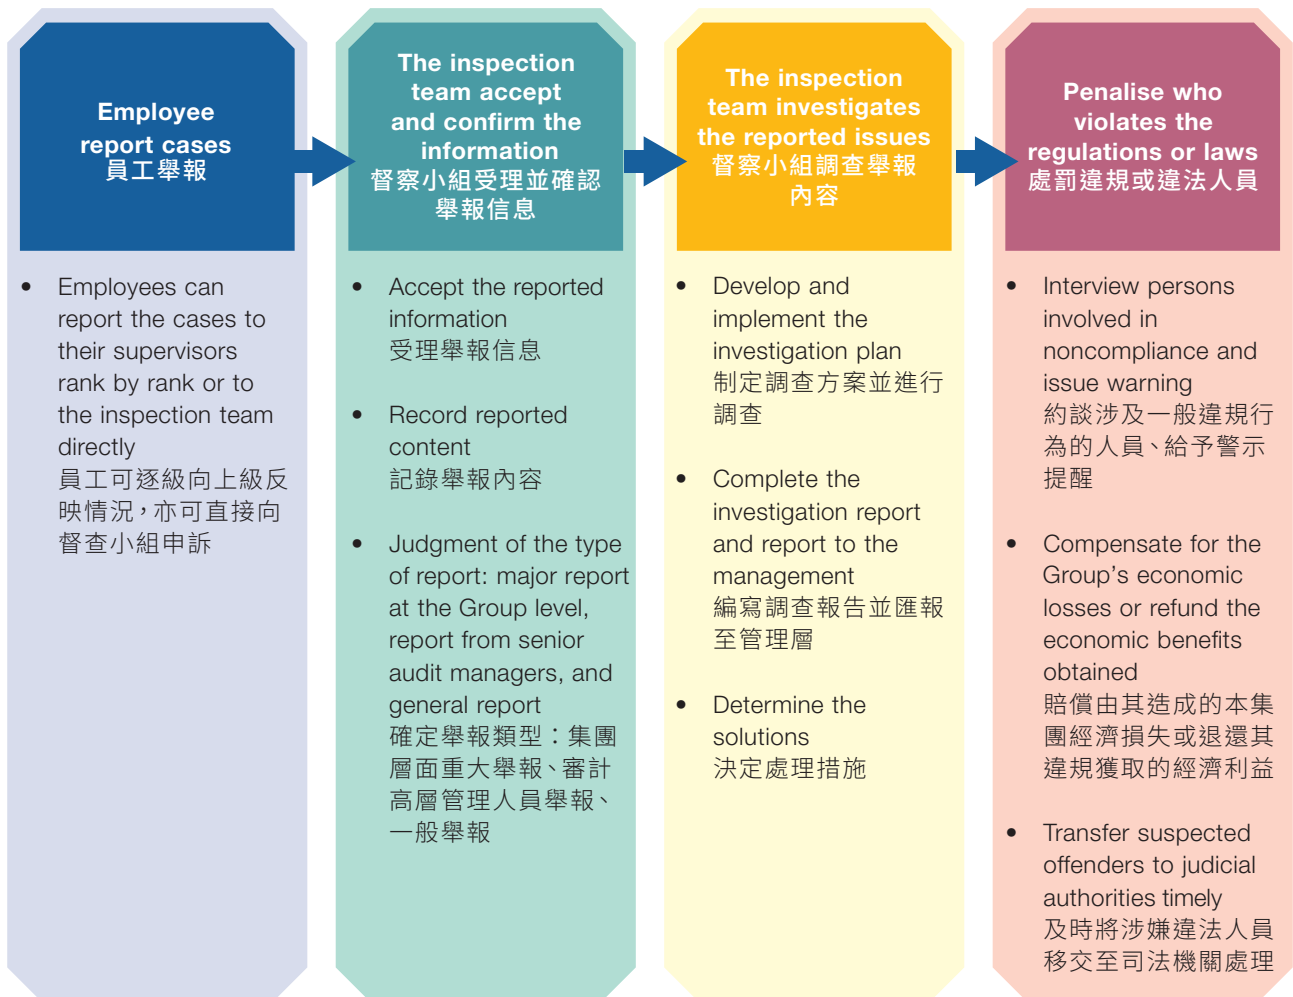 Employee
report cases
員工舉報
• Employees can
report the cases to
their supervisors
rank by rank or to
the inspection team
directly
員工可逐級向上級反
映情況，亦可直接向
督查小組申訴
The inspection
team accept
and confirm the
information
督察小組受理並確認
舉報信息
• Accept the reported
information
受理舉報信息
• Record reported
content
記錄舉報內容
• Judgment of the type
of report: major report
at the Group level,
report from senior
audit managers, and
general report
確定舉報類型：集團
層面重大舉報、審計
高層管理人員舉報、
一般舉報
The inspection
team investigates
the reported issues
督察小組調查舉報
內容
• Develop and
implement the
investigation plan
制定調查方案並進行
調查
• Complete the
investigation report
and report to the
management
編寫調查報告並匯報
至管理層
• Determine the
solutions
決定處理措施
Penalise who
violates the
regulations or laws
處罰違規或違法人員
• Interview persons
involved in
noncompliance and
issue warning
約談涉及一般違規行
為的人員、給予警示
提醒
• Compensate for the
Group’s economic
losses or refund the
economic benefits
obtained
賠償由其造成的本集
團經濟損失或退還其
違規獲取的經濟利益
• Transfer suspected
offenders to judicial
authorities timely
及時將涉嫌違法人員
移交至司法機關處理